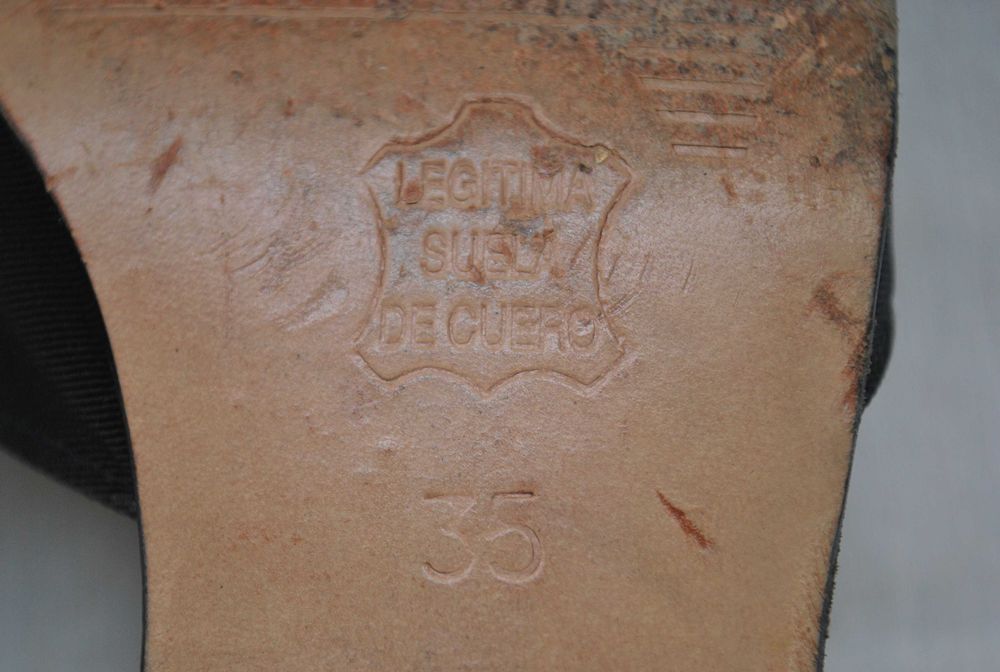 LEGITIMA
SUELA
DE CUERO
35